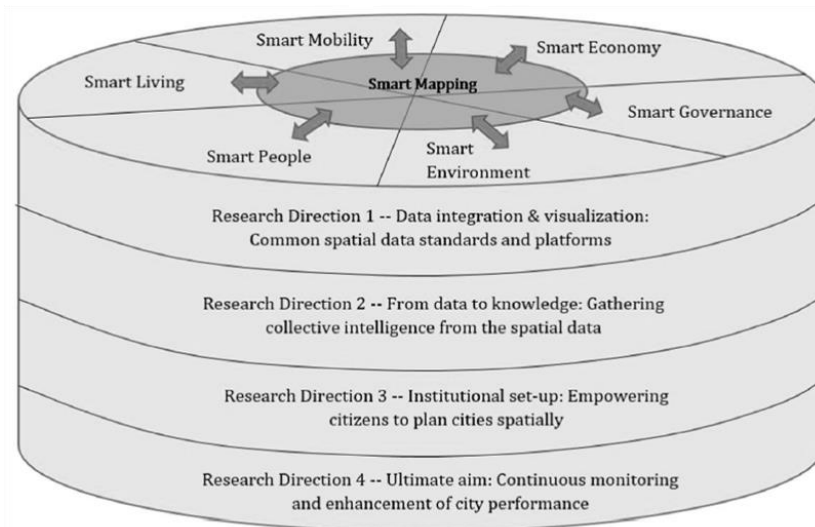 Smart Mobility
Smart Economy
Smart Living
Smart Mapping
Smart Governance
Smart People
Smart
Environment
Research Direction 1 -- Data integration & visualization:
Common spatial data standards and platforms
Research Direction 2 -- From data to knowledge: Gathering
collective intelligence from the spatial data
Research Direction 3 -- Institutional set-up: Empowering
citizens to plan cities spatially
Research Direction 4 -- Ultimate aim: Continuous monitoring
and enhancement of city performance